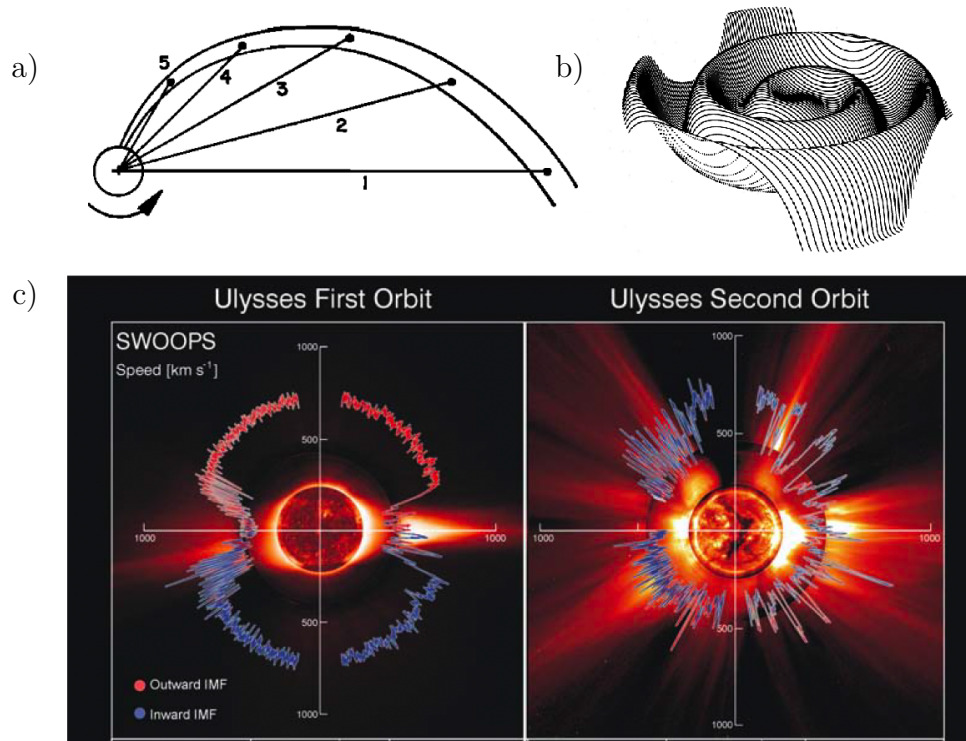 a)
b)
5
4
3
2
1
c)
Ulysses First Orbit
Ulysses Second Orbit
SWOOPS
Speed [km s⁻¹]
1000
1000
500
500
1000
1000
1000
1000
500
500
Outward IMF
Inward IMF
1000
1000